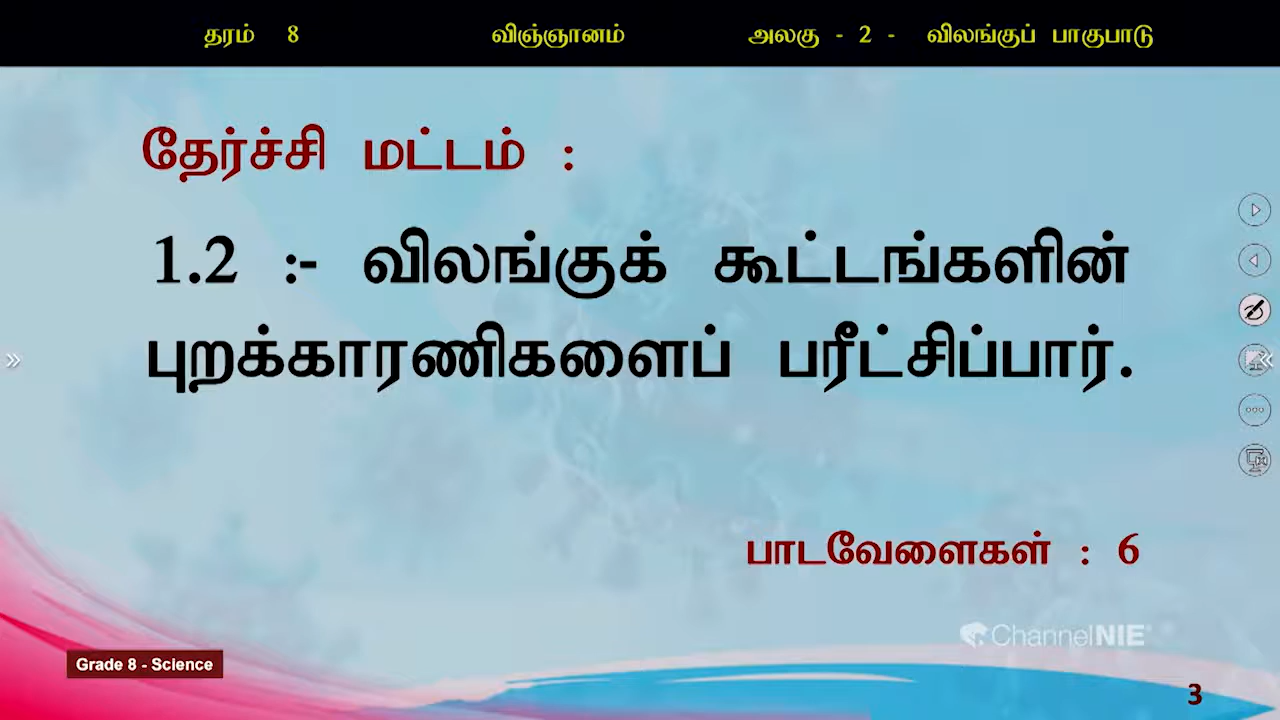 தரம் 8 விஞ்ஞானம் அலகு - 2 - விலங்குப் பாகுபாடு
தேர்ச்சி மட்டம் :
1.2 :- விலங்குக் கூட்டங்களின்
புறக்காரணிகளைப் பரீட்சிப்பார்.
பாடவேளைகள் : 6
ChannelNIE
Grade 8 - Science
3